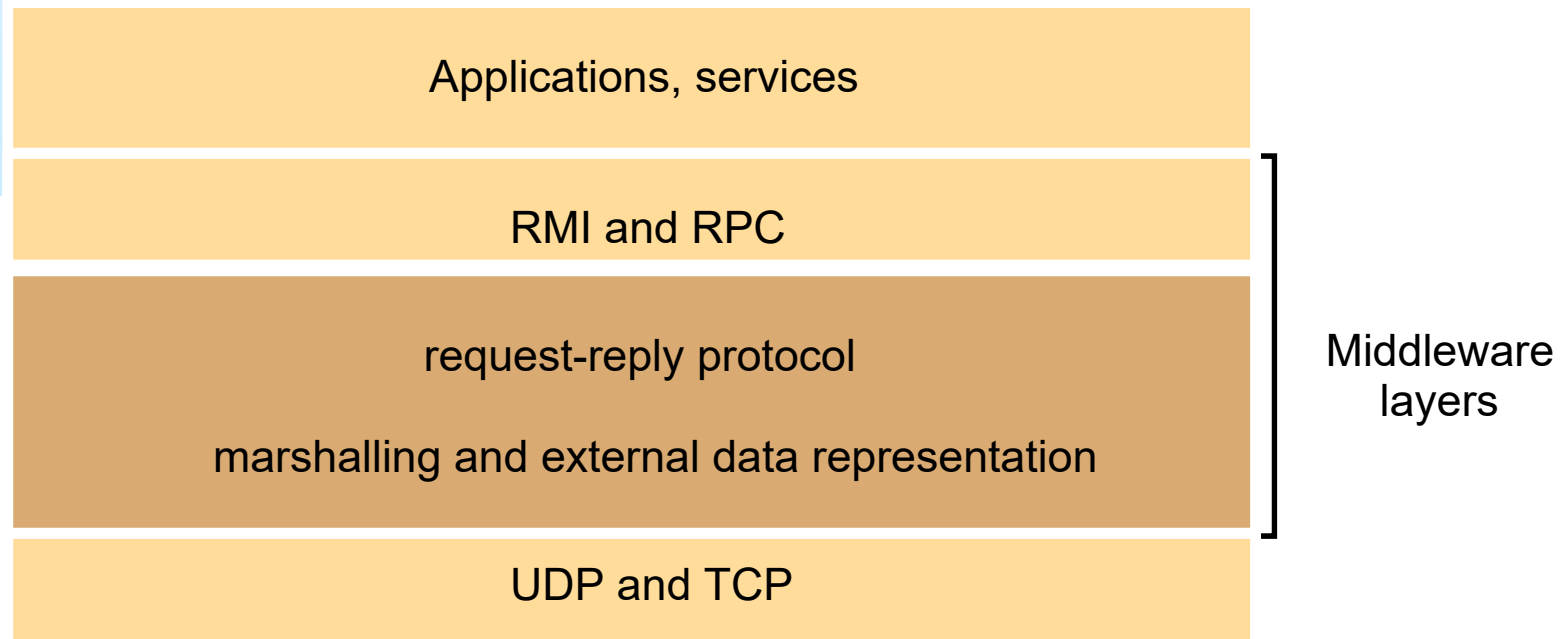 Applications, services
RMI and RPC
request-reply protocol
marshalling and external data representation
Middleware
layers
UDP and TCP